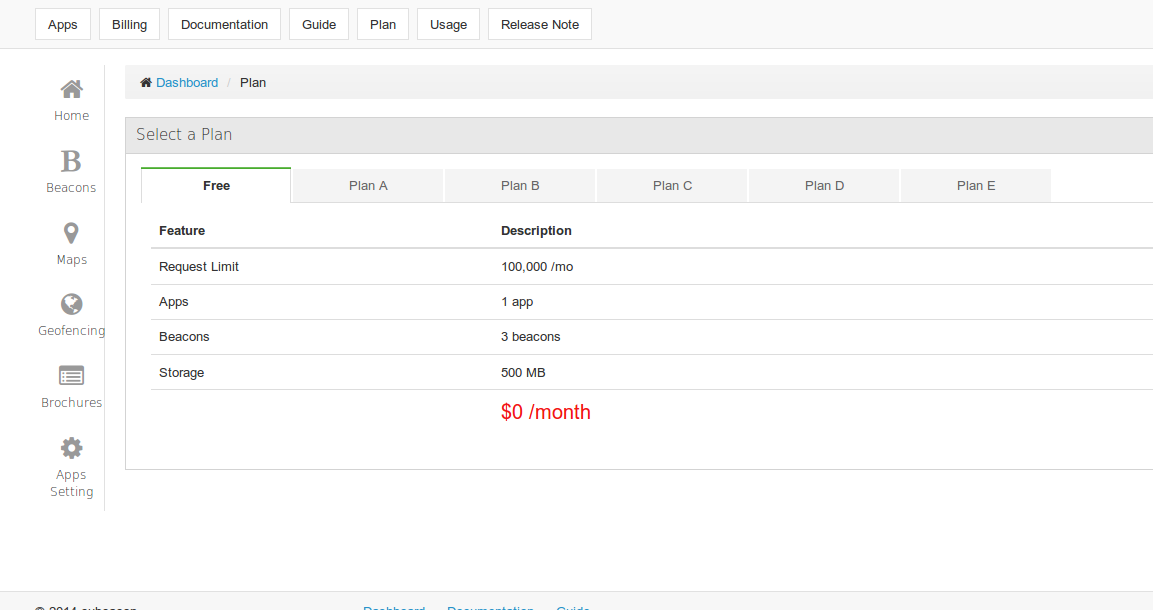 Apps Billing Documentation Guide Plan Usage Release Note
Dashboard / Plan
Home
Beacons
Maps
Geofencing
Brochures
Apps
Setting
Select a Plan
Free Plan A Plan B Plan C Plan D Plan E
Feature Description
Request Limit 100,000 /mo
Apps 1 app
Beacons 3 beacons
Storage 500 MB
$0 /month
© 2014 Dashboard Documentation Guide